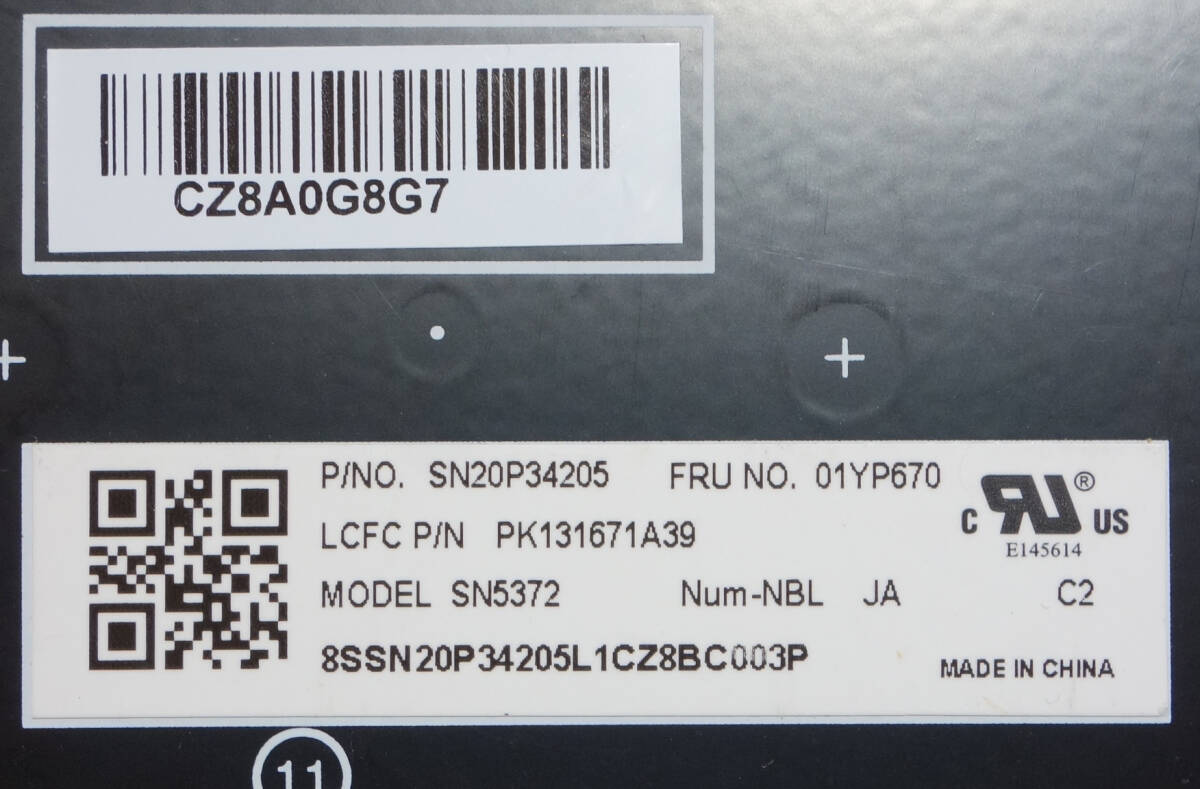 CZ8A0G8G7
P/NO. SN20P34205 FRU NO. 01YP670
LCFC P/N PK131671A39
MODEL SN5372 Num-NBL JA C2
8SSN20P34205L1CZ8BC003P
C RU ® US
E145614
MADE IN CHINA
11